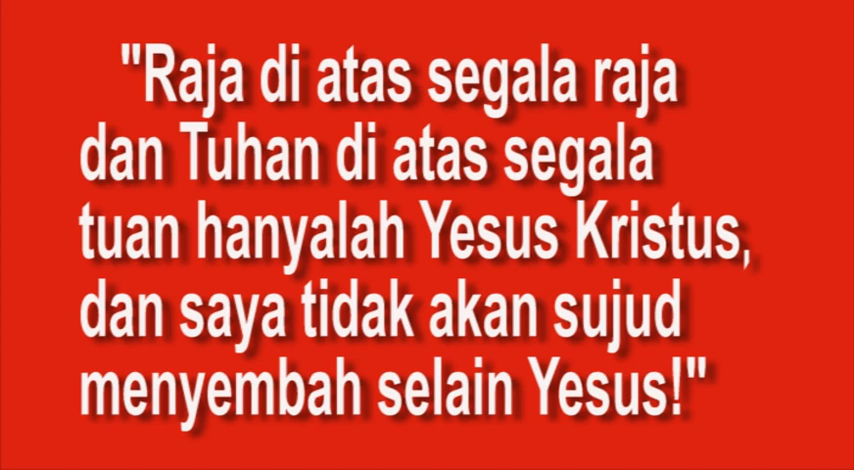 "Raja di atas segala raja
dan Tuhan di atas segala
tuan hanyalah Yesus Kristus,
dan saya tidak akan sujud
menyembah selain Yesus!"